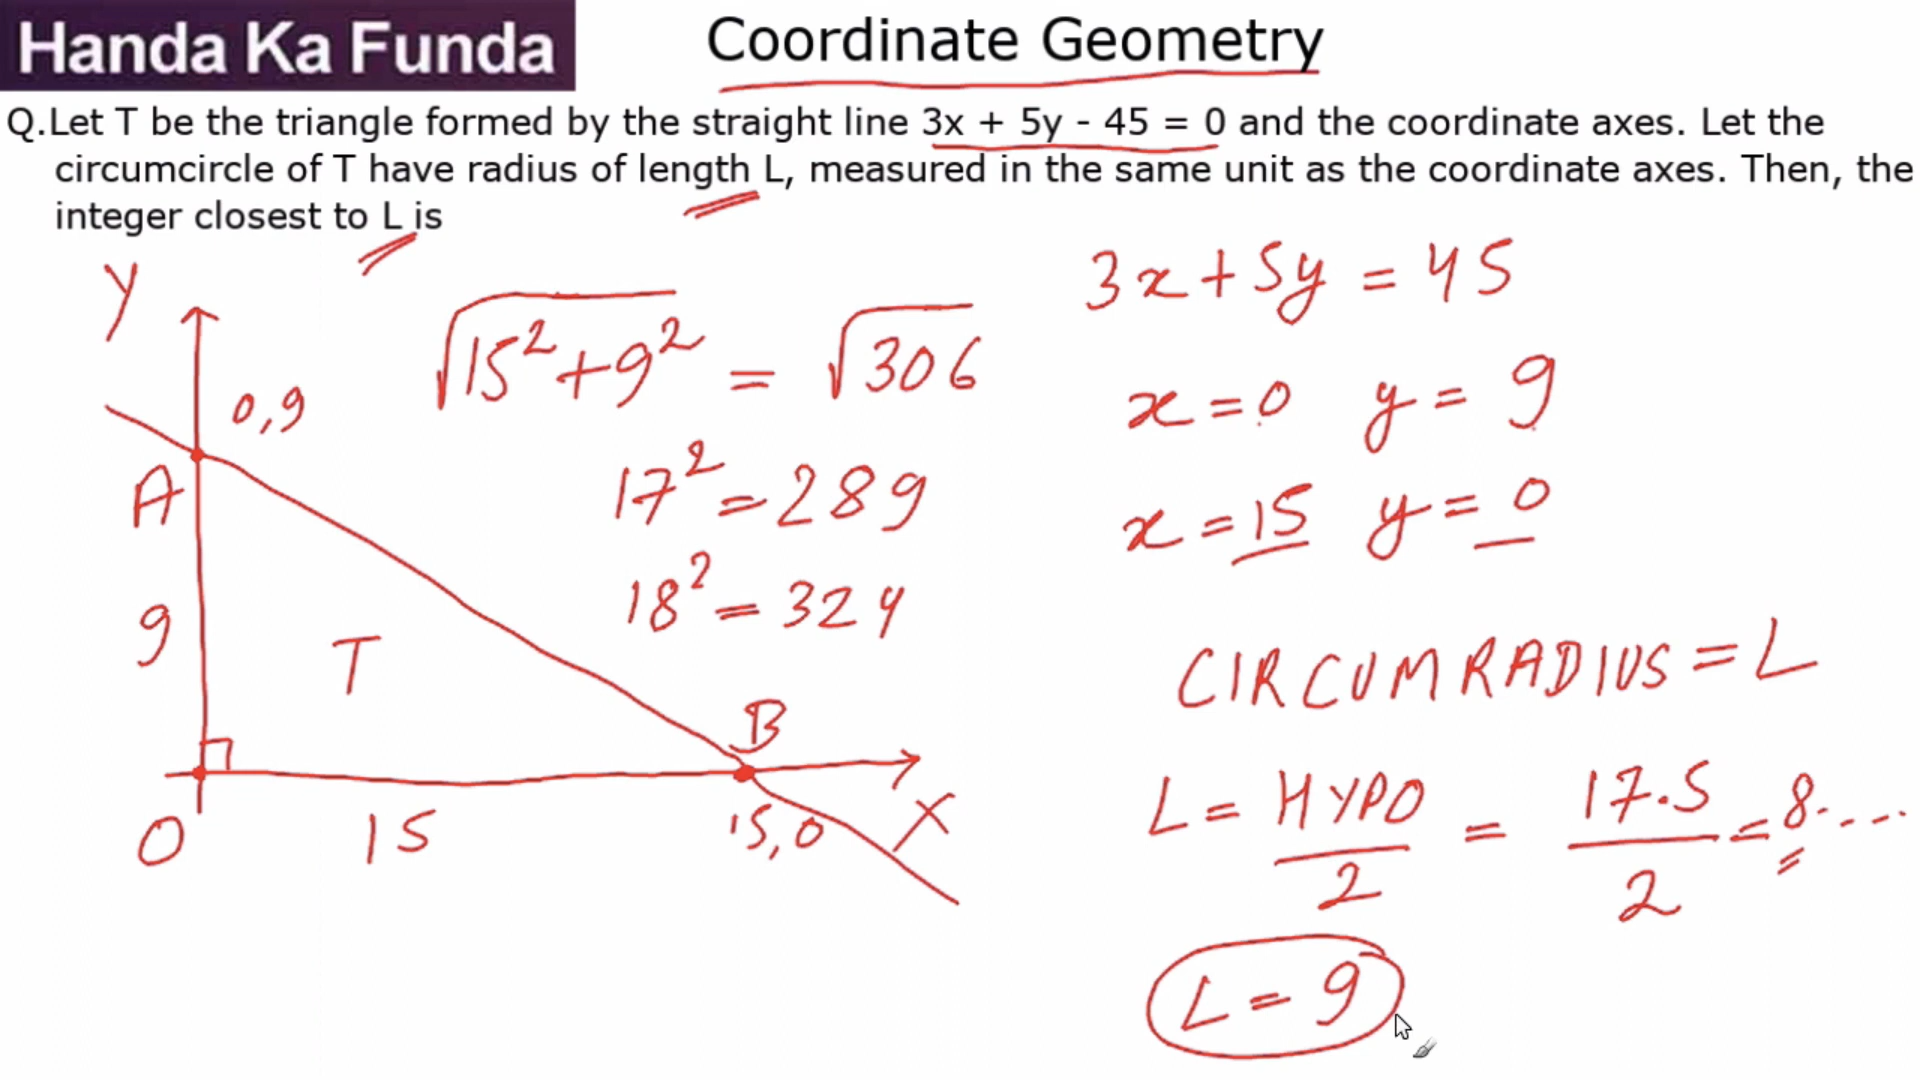 Handa Ka Funda
Coordinate Geometry
Q.Let T be the triangle formed by the straight line 3x + 5y - 45 = 0 and the coordinate axes. Let the
circumcircle of T have radius of length L, measured in the same unit as the coordinate axes. Then, the
integer closest to L is
Y
0,9
A
9
T
O
15
B
15,0
X
√15²+9² = √306
17² = 289
18² = 324
3x+5y = 45
x=0 y= 9
x=15 y= 0
CIRCUMRADIUS = L
L = HYPO/2 = 17.5/2 = 8.....
L = 9